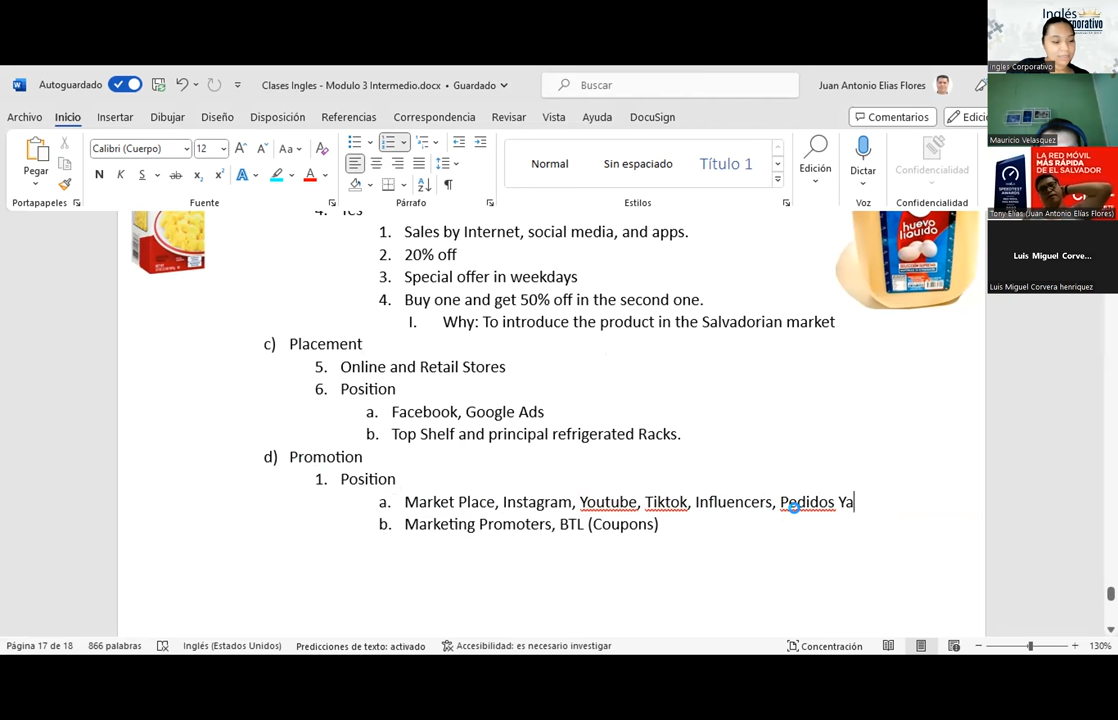 Inglés
Corporativo
Ingles Corporativo
Autoguardado
Clases Ingles - Modulo 3 Intermedio.docx • Guardado
Buscar
Juan Antonio Elias Flores
Archivo Inicio Insertar Dibujar Diseño Disposición Referencias Correspondencia Revisar Vista Ayuda DocuSign
Comentarios
Edición
Mauricio Velasquez
Pegar
Calibri (Cuerpo) 12
Normal
Sin espaciado
Título 1
Edición
Dictar
Confidencialidad
Portapapeles
Fuente
Párrafo
Estilos
Voz
Confidencialidad
LA RED MÓVIL
MÁS RÁPIDA
DE EL SALVADOR
SPEEDTEST
AWARDS
Tony Elias (Juan Antonio Elias Flores)
Luis Miguel Corve...
Luis Miguel Corvera henriquez
4. Yes
1. Sales by Internet, social media, and apps.
2. 20% off
3. Special offer in weekdays
4. Buy one and get 50% off in the second one.
I. Why: To introduce the product in the Salvadorian market
huevo
líquido
c) Placement
5. Online and Retail Stores
6. Position
a. Facebook, Google Ads
b. Top Shelf and principal refrigerated Racks.
d) Promotion
1. Position
a. Market Place, Instagram, Youtube, Tiktok, Influencers, Pedidos Ya
b. Marketing Promoters, BTL (Coupons)
Página 17 de 18
866 palabras
Inglés (Estados Unidos)
Predicciones de texto: activado
Accesibilidad: es necesario investigar
Concentración
130%